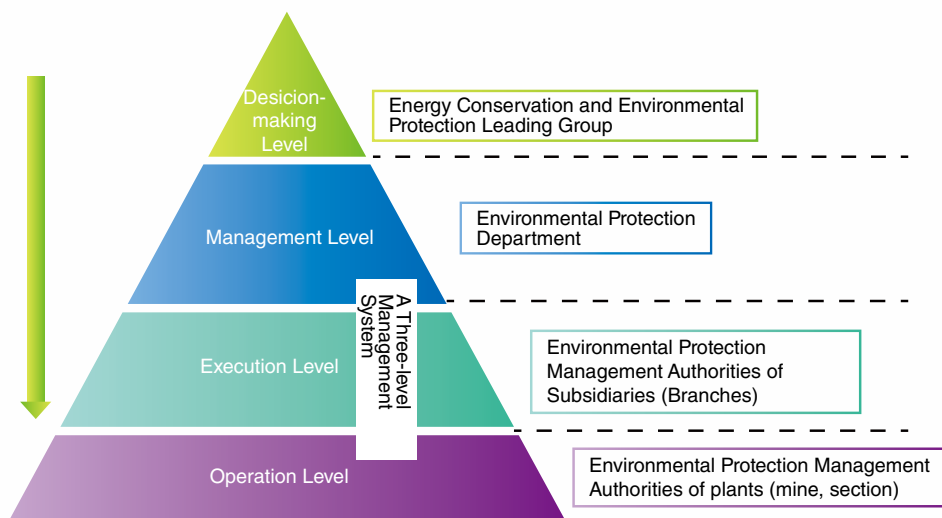 Desicion-
making
Level
Energy Conservation and Environmental
Protection Leading Group
Management Level
Environmental Protection
Department
A Three-level
Management
System
Execution Level
Environmental Protection
Management Authorities of
Subsidiaries (Branches)
Operation Level
Environmental Protection Management
Authorities of plants (mine, section)